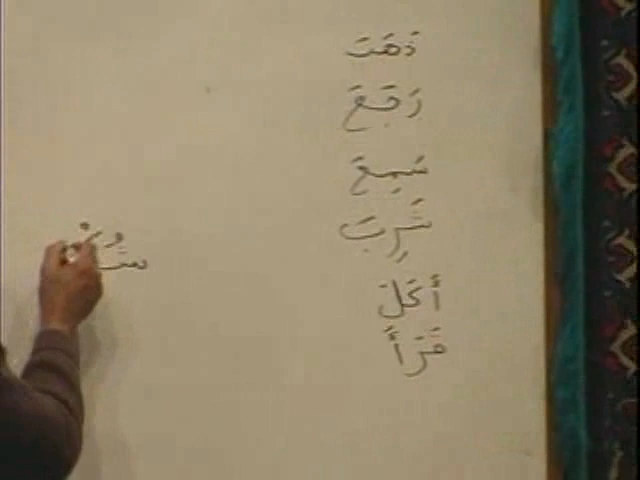 ذَهَبَ
رَجَعَ
سَمِعَ
شَرِبَ
أَكَلَ
قَرَأَ